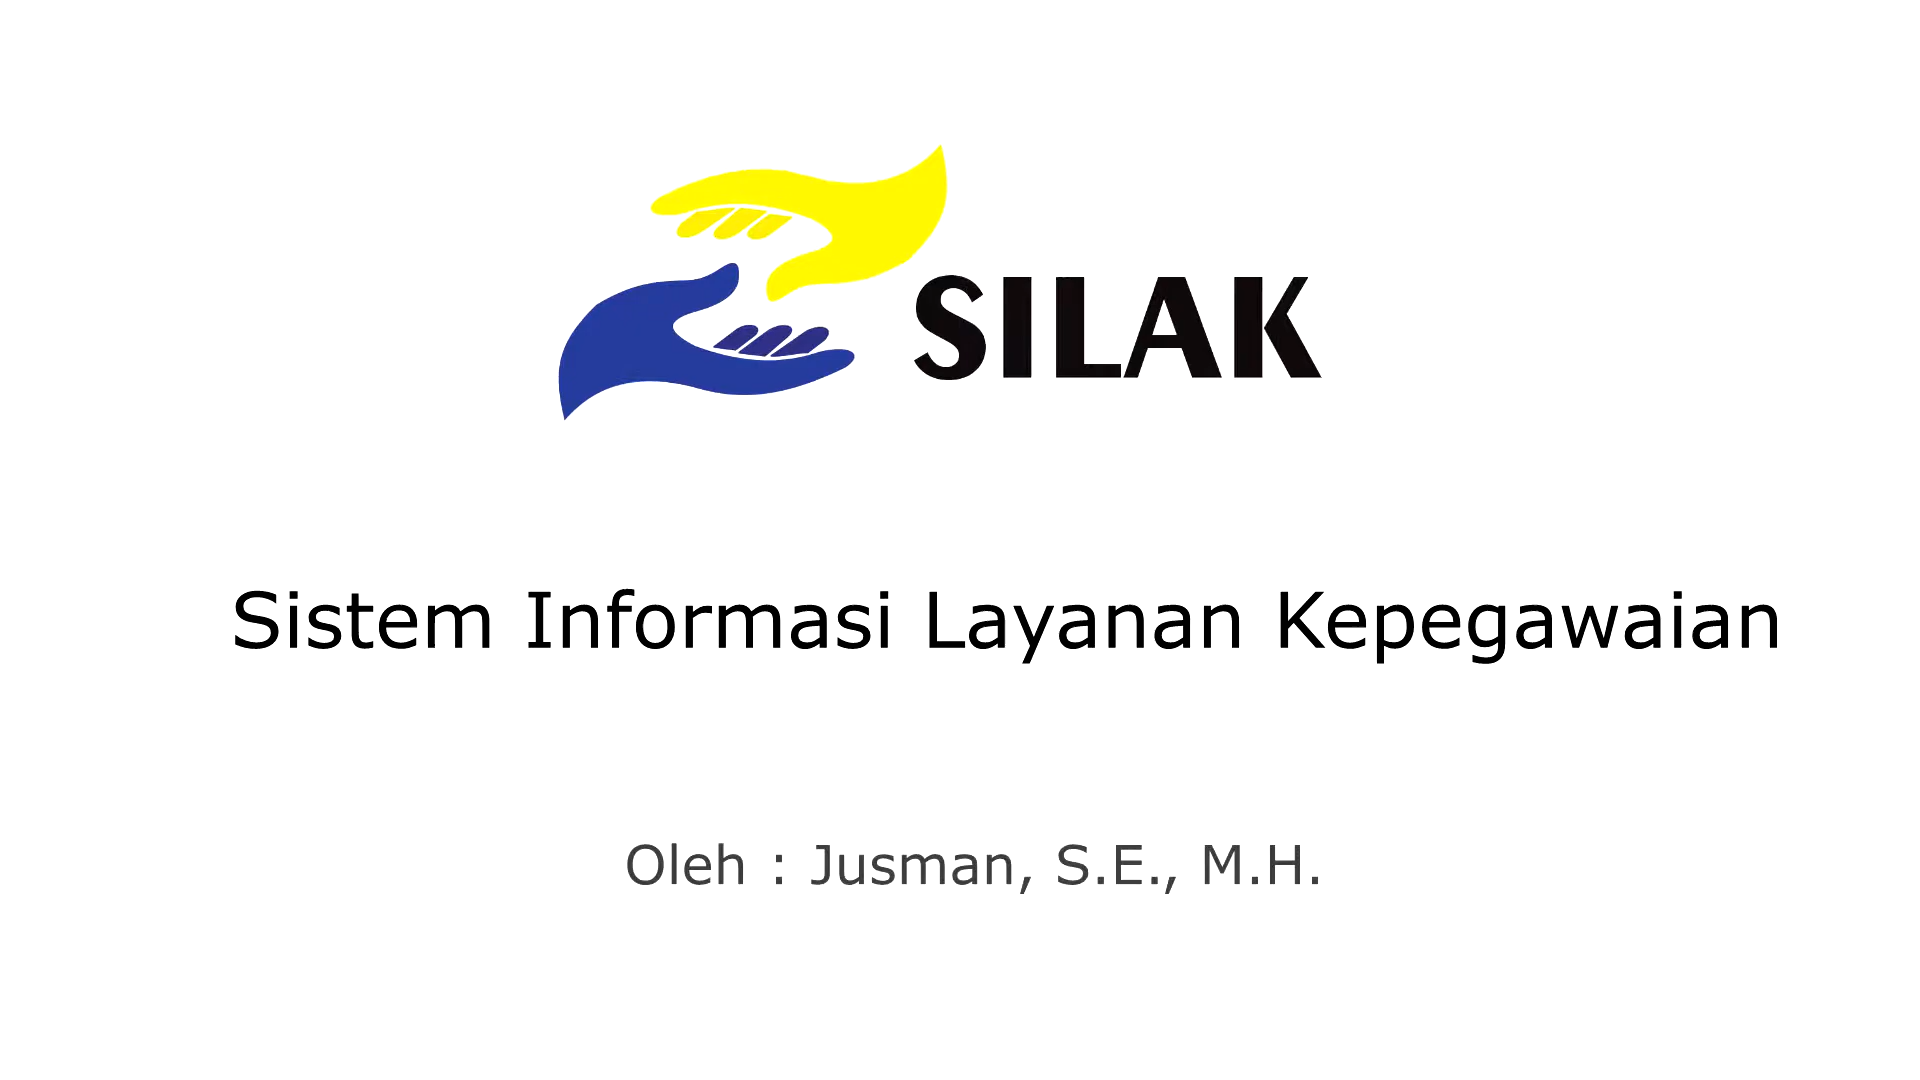 SILAK
Sistem Informasi Layanan Kepegawaian
Oleh : Jusman, S.E., M.H.